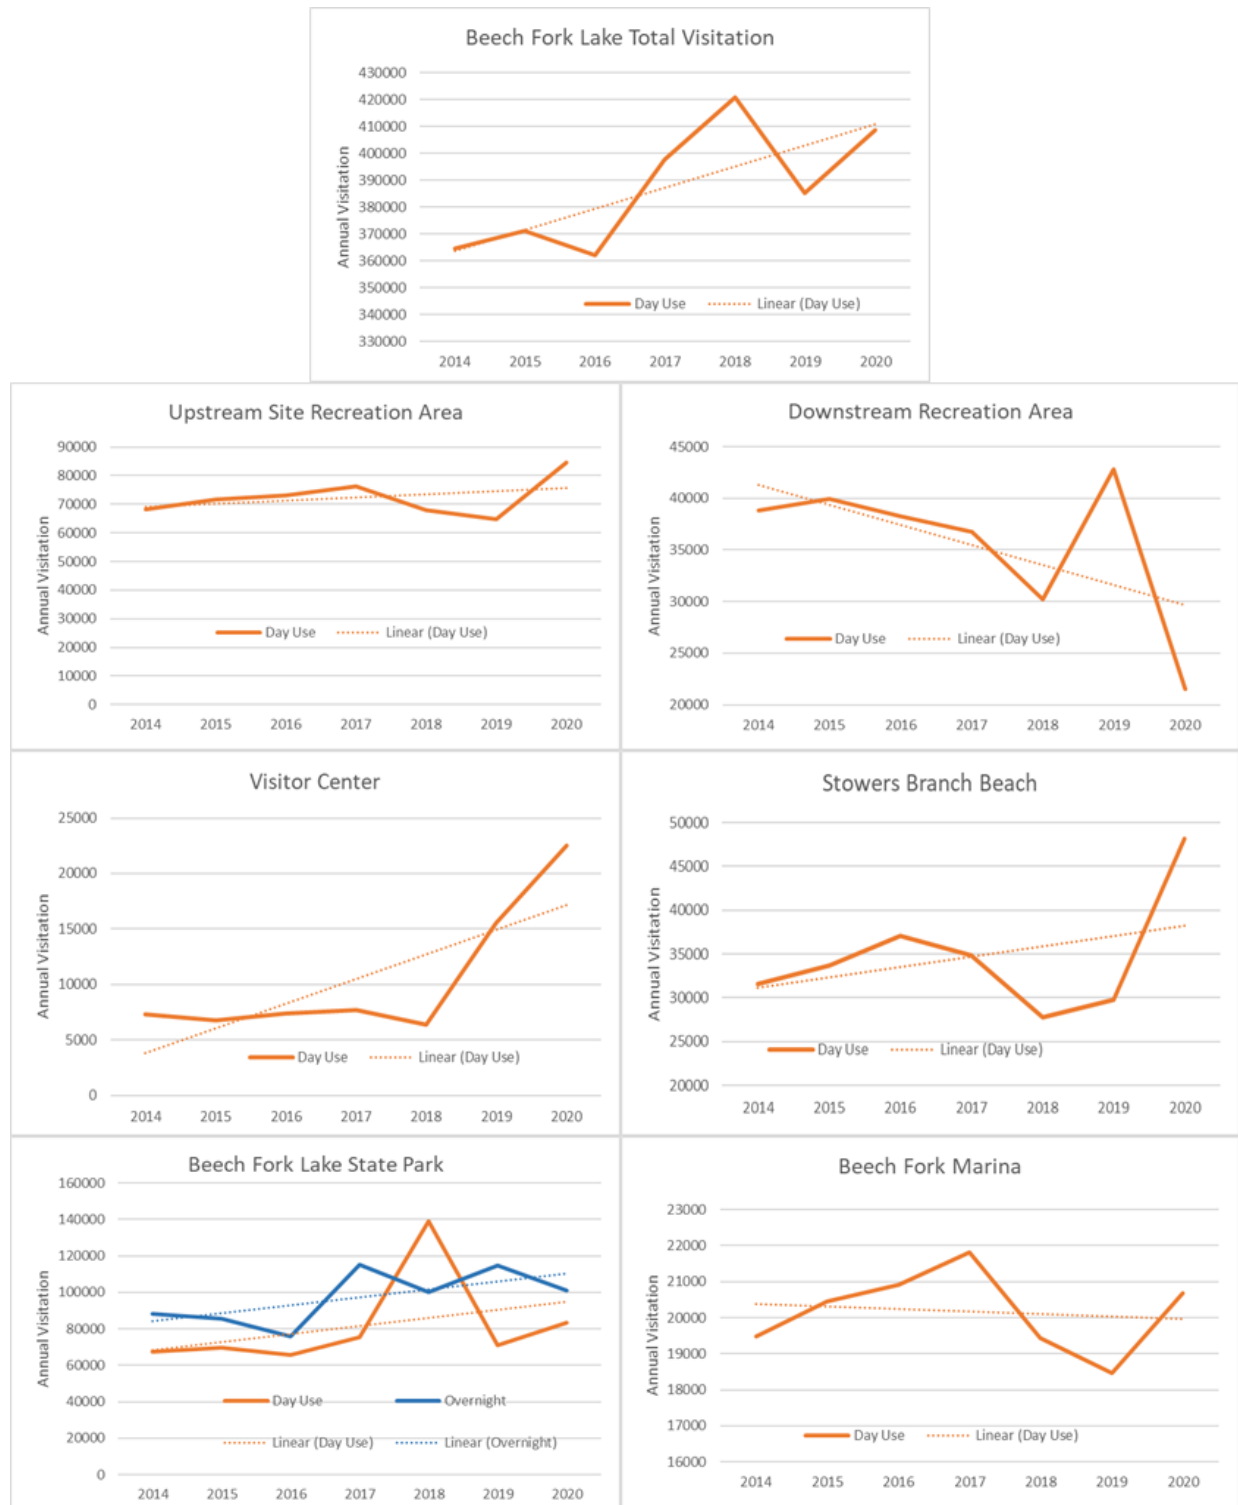 Beech Fork Lake Total Visitation
Annual Visitation
430000
420000
410000
400000
390000
380000
370000
360000
350000
340000
330000
Day Use Linear (Day Use)
2014 2015 2016 2017 2018 2019 2020
Upstream Site Recreation Area
Annual Visitation
90000
80000
70000
60000
50000
40000
30000
20000
10000
0
Day Use Linear (Day Use)
2014 2015 2016 2017 2018 2019 2020
Downstream Recreation Area
Annual Visitation
45000
40000
35000
30000
25000
20000
Day Use Linear (Day Use)
2014 2015 2016 2017 2018 2019 2020
Visitor Center
Annual Visitation
25000
20000
15000
10000
5000
0
Day Use Linear (Day Use)
2014 2015 2016 2017 2018 2019 2020
Stowers Branch Beach
Annual Visitation
50000
45000
40000
35000
30000
25000
20000
Day Use Linear (Day Use)
2014 2015 2016 2017 2018 2019 2020
Beech Fork Lake State Park
Annual Visitation
160000
140000
120000
100000
80000
60000
40000
20000
0
Day Use Overnight
Linear (Day Use) Linear (Overnight)
2014 2015 2016 2017 2018 2019 2020
Beech Fork Marina
Annual Visitation
23000
22000
21000
20000
19000
18000
17000
16000
Day Use Linear (Day Use)
2014 2015 2016 2017 2018 2019 2020